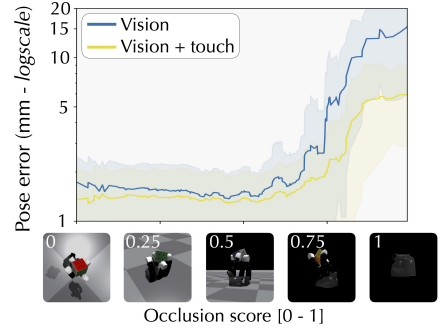 20
15
10
5
1
Pose error (mm - logscale)
Vision
Vision + touch
0
0.25
0.5
0.75
1
Occlusion score [0 - 1]